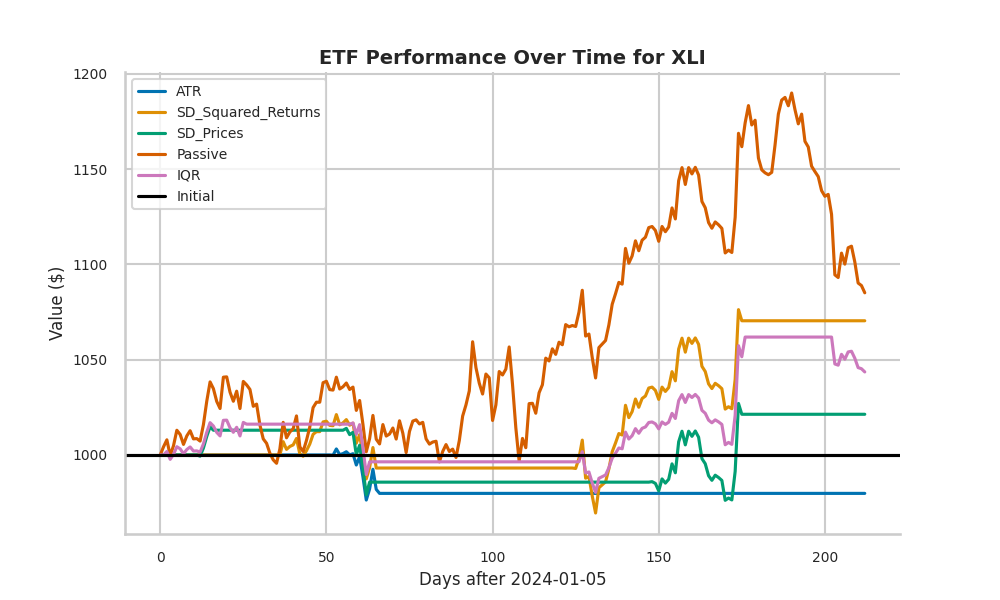 ETF Performance Over Time for XLI
1200
1150
1100
1050
1000
Value ($)
ATR
SD_Squared_Returns
SD_Prices
Passive
IQR
Initial
0 50 100 150 200
Days after 2024-01-05